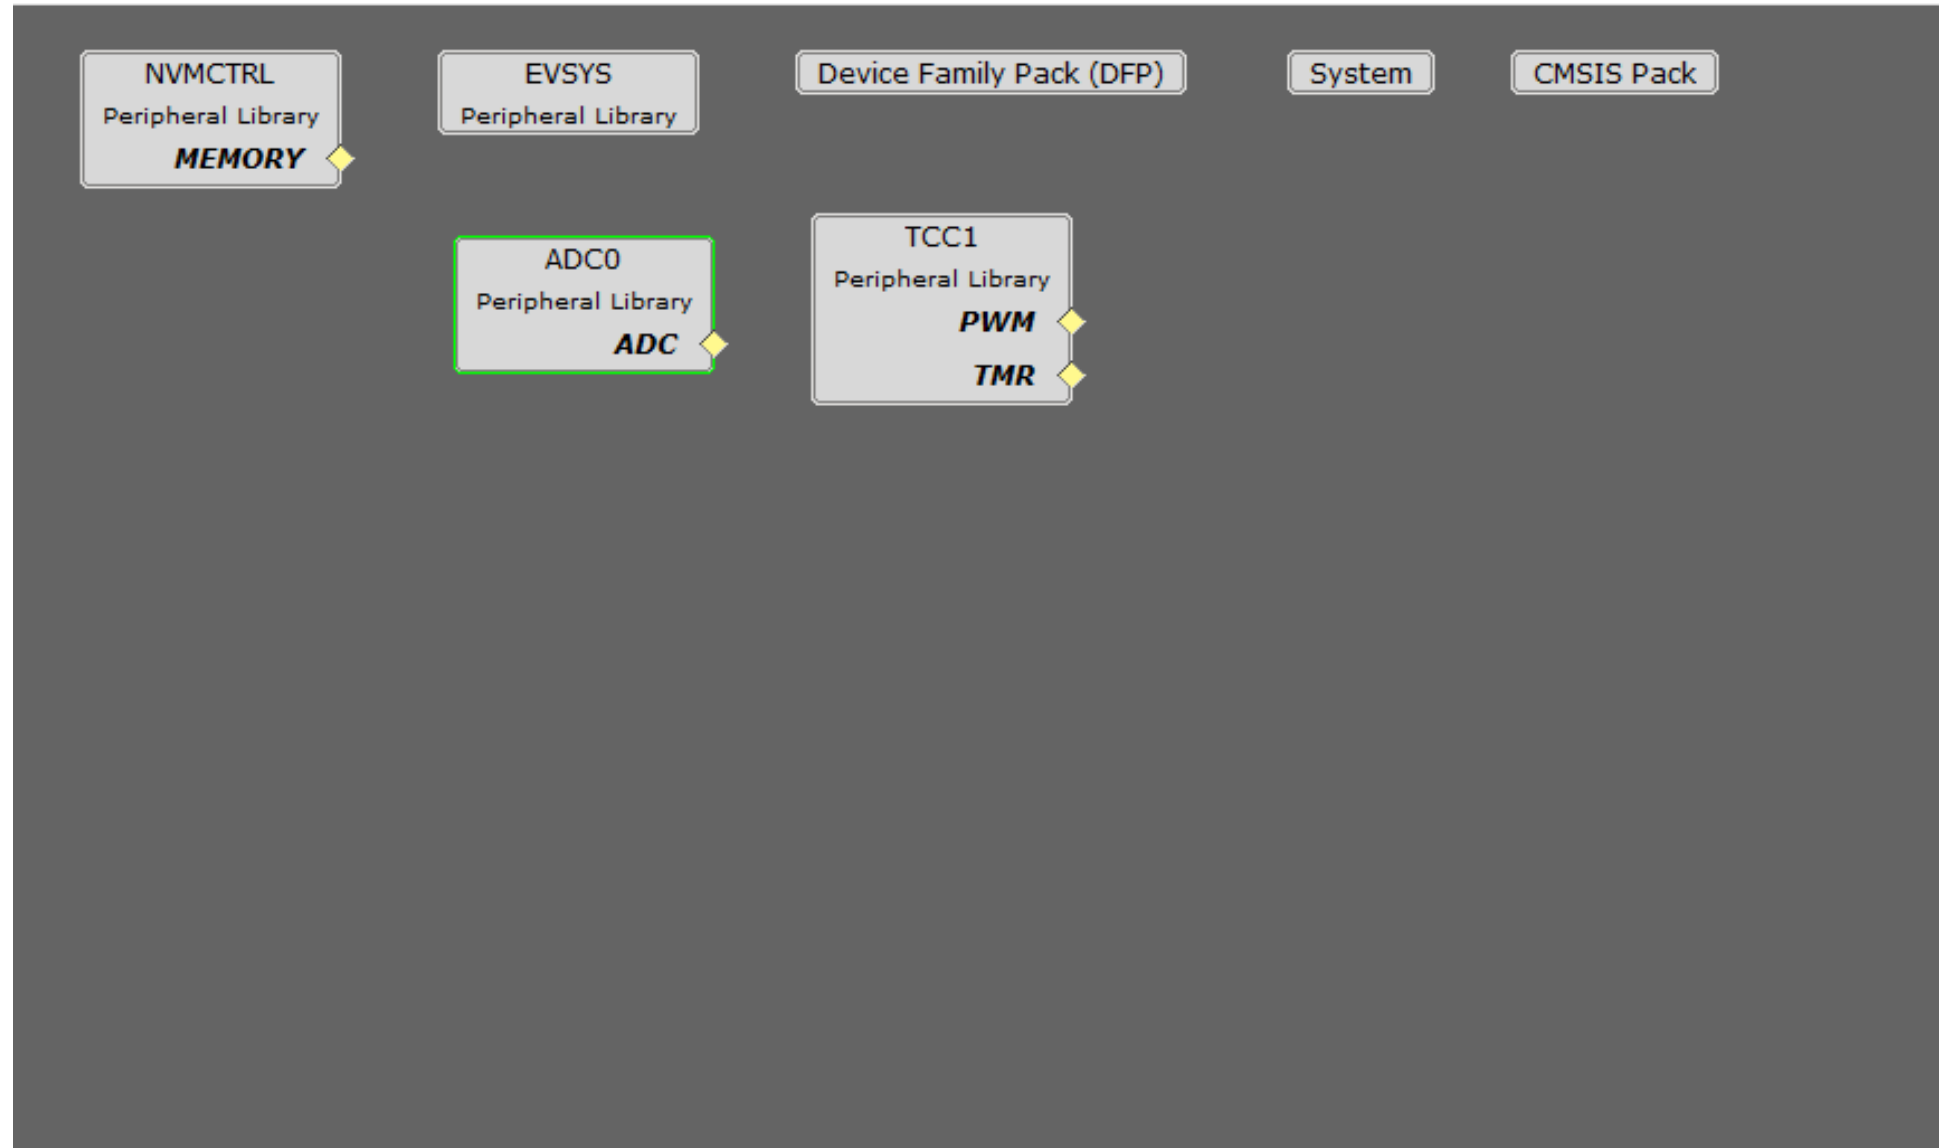 NVMCTRL
Peripheral Library
MEMORY
EVSYS
Peripheral Library
Device Family Pack (DFP)
System
CMSIS Pack
ADC0
Peripheral Library
ADC
TCC1
Peripheral Library
PWM
TMR